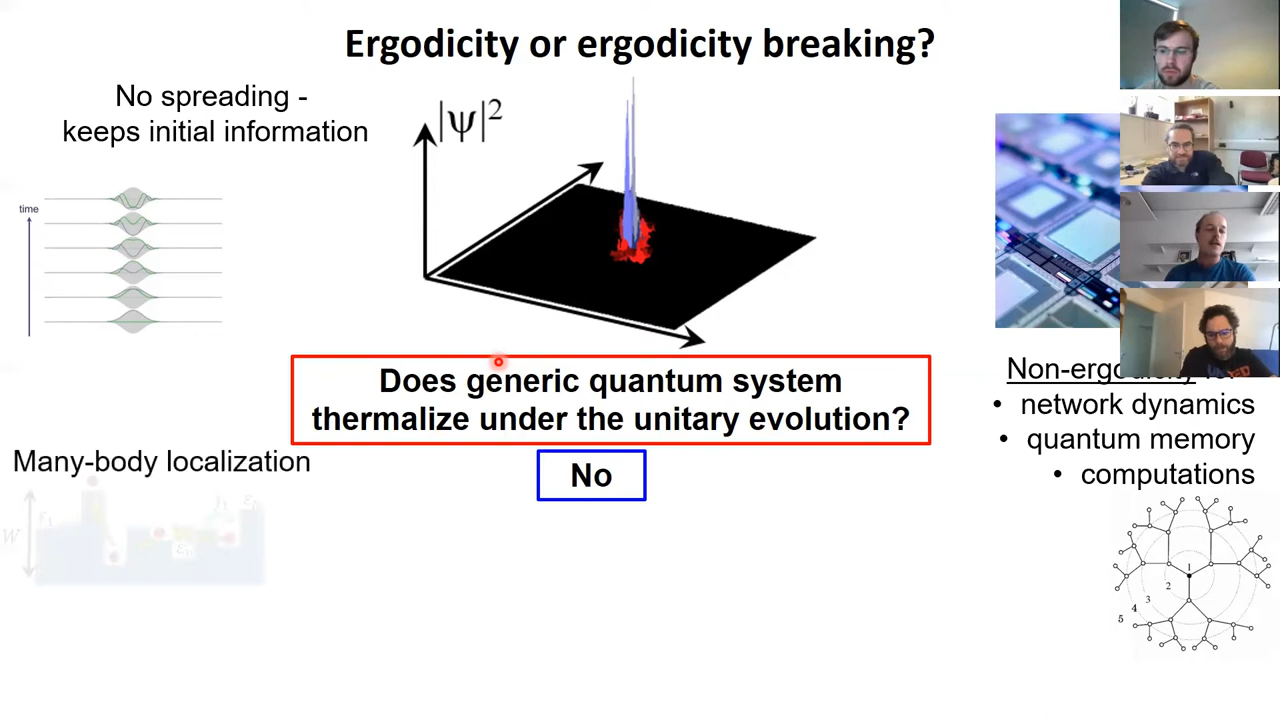 Ergodicity or ergodicity breaking?
No spreading -
keeps initial information
|ψ|²
time
Does generic quantum system
thermalize under the unitary evolution?
No
Many-body localization
W
• network dynamics
• quantum memory
• computations
1
2
3
4
5